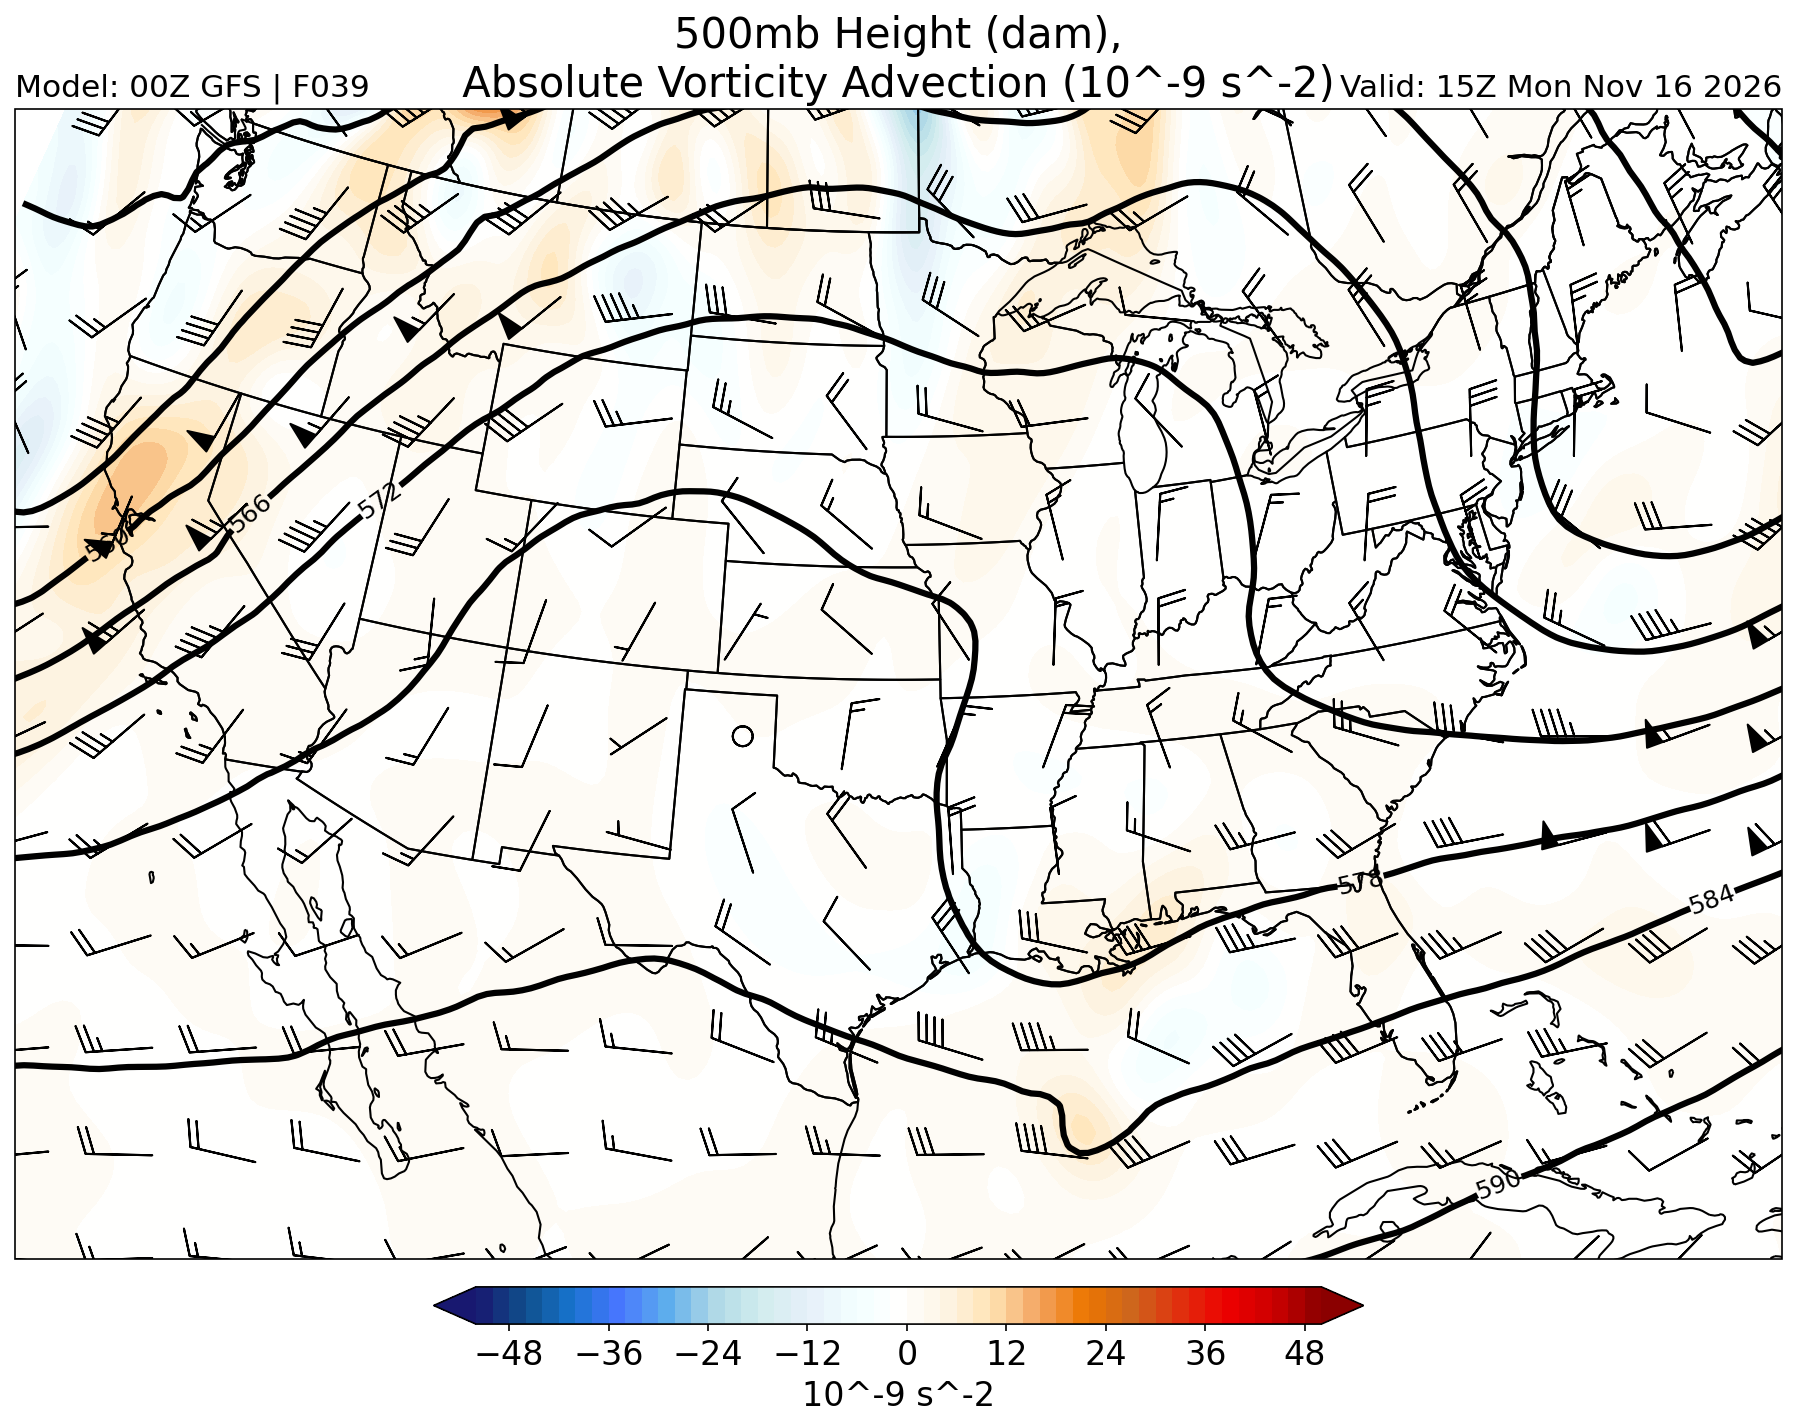 500mb Height (dam),
Absolute Vorticity Advection (10^-9 s^-2)
Model: 00Z GFS | F039
Valid: 15Z Mon Nov 16 2026
566
572
578
584
590
−48 −36 −24 −12 0 12 24 36 48
10^-9 s^-2